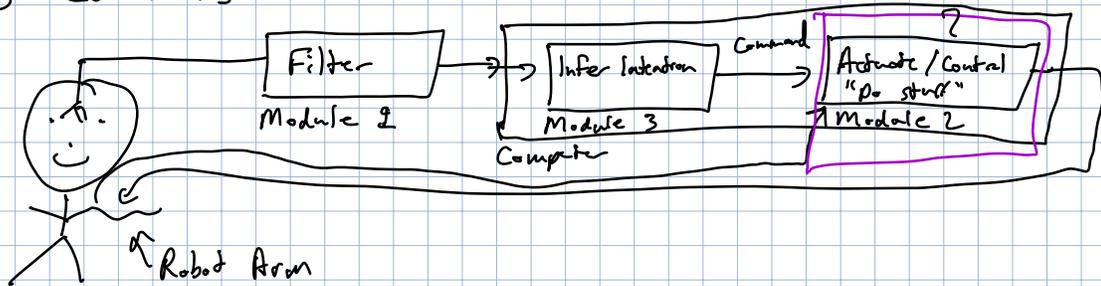 ?
Filter
Module 1
Infer Intention
Module 3
Computer
Command
Actuate/Control
"Do stuff"
Module 2
Robot Arm